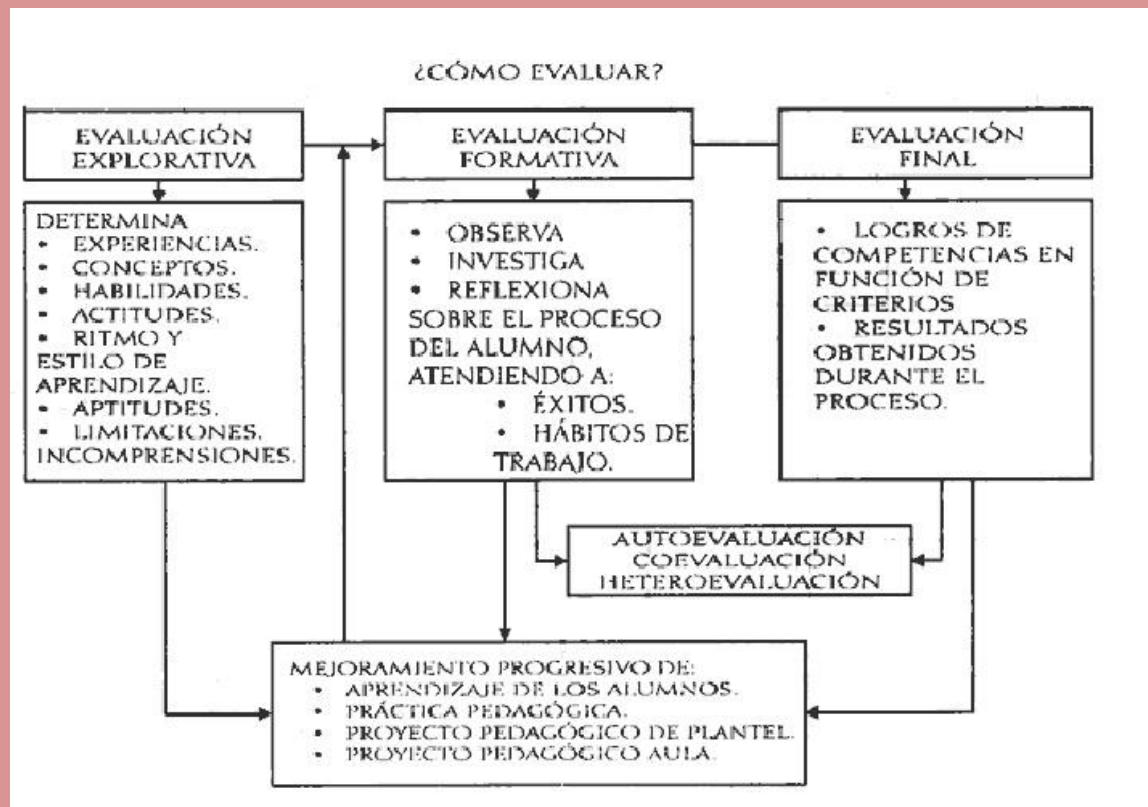 ¿CÓMO EVALUAR?
EVALUACIÓN
EXPLORATIVA
EVALUACIÓN
FORMATIVA
EVALUACIÓN
FINAL
DETERMINA
• EXPERIENCIAS.
• CONCEPTOS.
• HABILIDADES.
• ACTITUDES.
• RITMO Y
ESTILO DE
APRENDIZAJE.
• APTITUDES.
• LIMITACIONES.
INCOMPRENSIONES.
• OBSERVA
• INVESTIGA
• REFLEXIONA
SOBRE EL PROCESO
DEL ALUMNO,
ATENDIENDO A:
• ÉXITOS.
• HÁBITOS DE
TRABAJO.
• LOGROS DE
COMPETENCIAS EN
FUNCIÓN DE
CRITERIOS
• RESULTADOS
OBTENIDOS
DURANTE EL
PROCESO.
AUTOEVALUACIÓN
COEVALUACIÓN
HETEROEVALUACIÓN
MEJORAMIENTO PROGRESIVO DE:
• APRENDIZAJE DE LOS ALUMNOS.
• PRÁCTICA PEDAGÓGICA.
• PROYECTO PEDAGÓGICO DE PLANTEL.
• PROYECTO PEDAGÓGICO AULA.